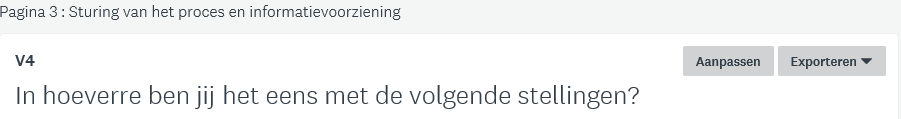 Pagina 3 : Sturing van het proces en informatievoorziening
V4
Aanpassen
Exporteren
In hoeverre ben jij het eens met de volgende stellingen?